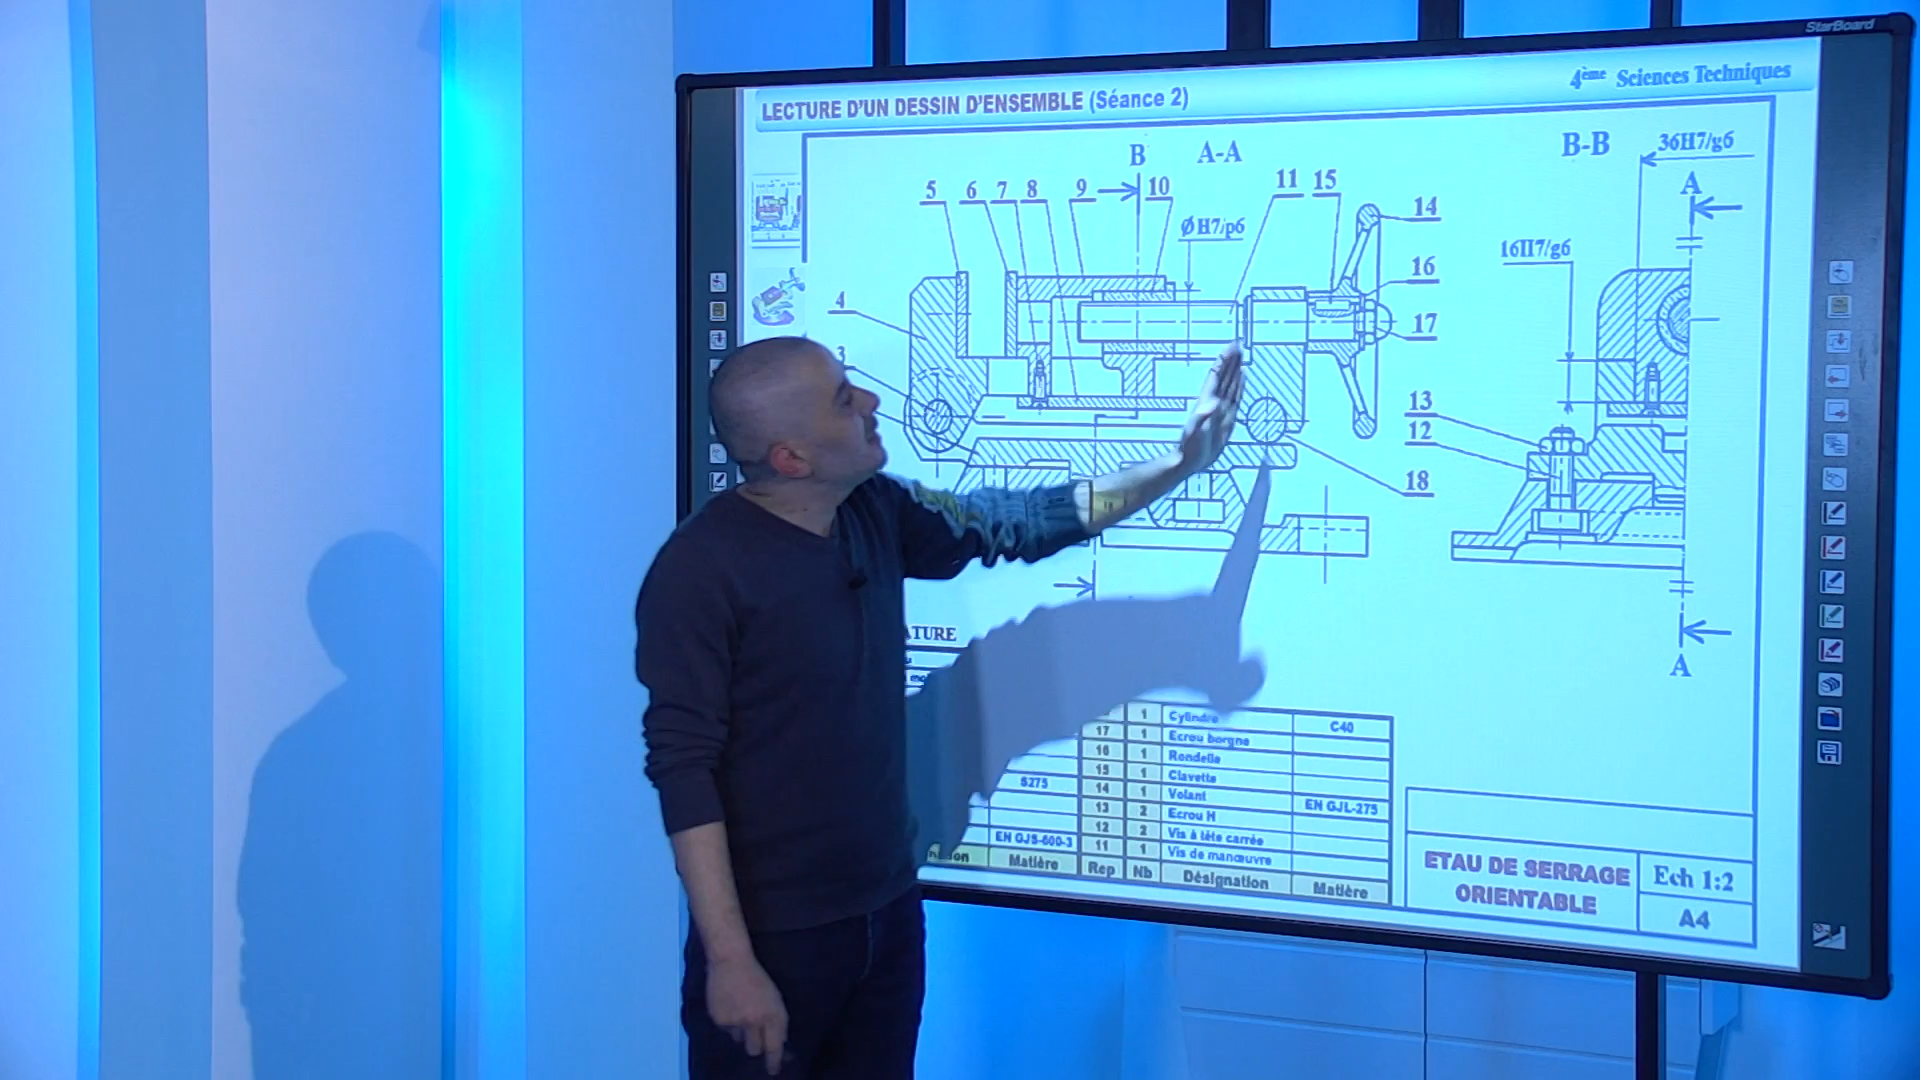 StarBoard
4ème Sciences Techniques
LECTURE D'UN DESSIN D'ENSEMBLE (Séance 2)
B A-A
B-B 36H7/g6
5 6 7 8 9 10 11 15
A
14
ØH7/p6
16H7/g6
16
4
17
3
13
12
18
A
ATURE
1 Cylindre C40
17 1 Ecrou borgne
16 1 Rondelle
15 1 Clavette
S275 14 1 Volant EN GJL-275
13 2 Ecrou H
12 2 Vis à tête carrée
EN GJS-600-3 11 1 Vis de manœuvre
Matière Rep Nb Désignation Matière
ETAU DE SERRAGE
ORIENTABLE
Ech 1:2
A4